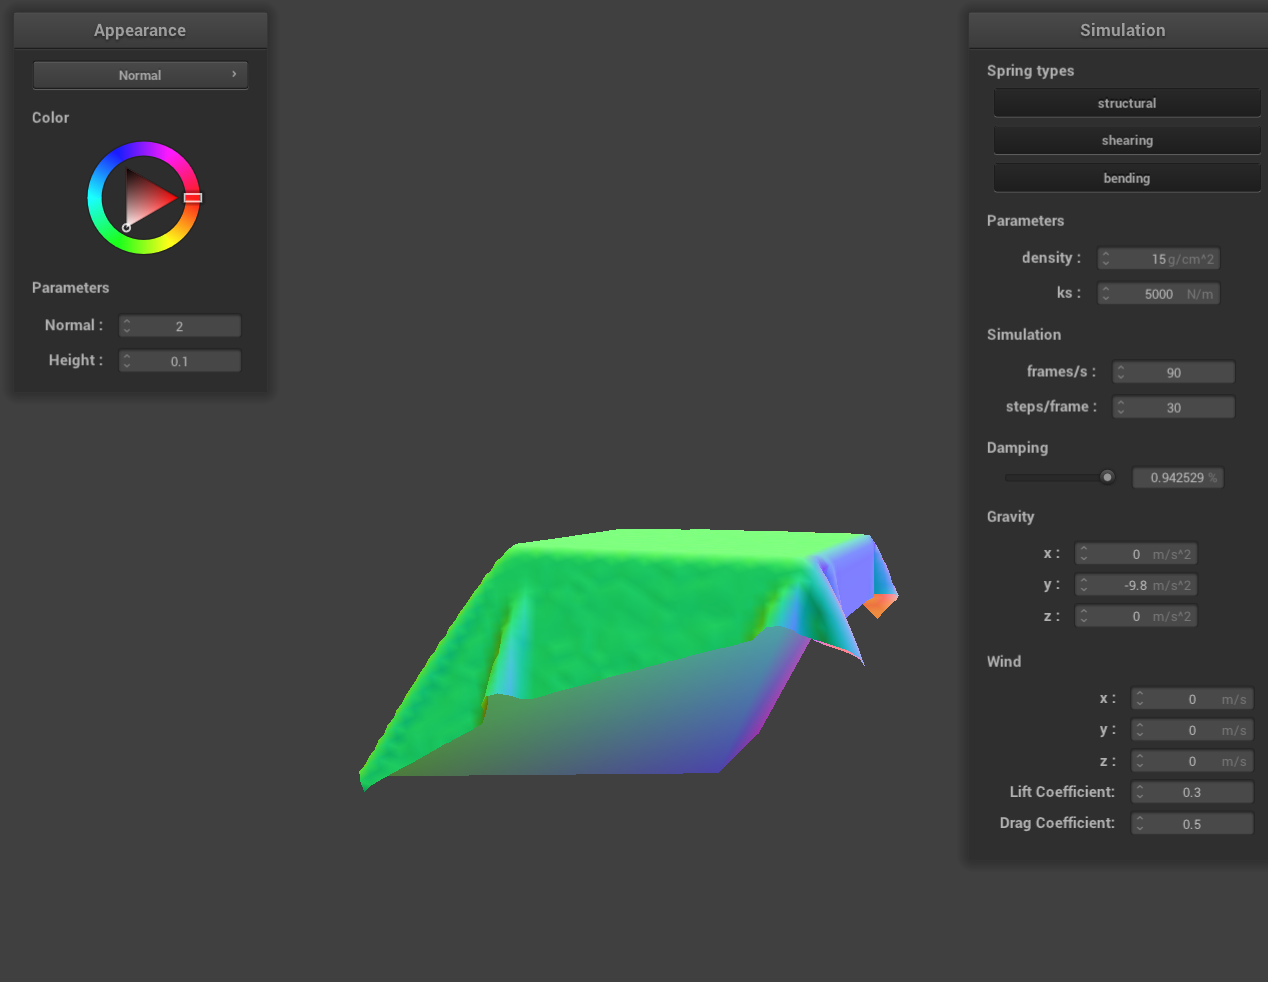 Appearance
Normal
Color
Parameters
Normal : 2
Height : 0.1
Simulation
Spring types
structural
shearing
bending
Parameters
density : 15 g/cm^2
ks : 5000 N/m
Simulation
frames/s : 90
steps/frame : 30
Damping
0.942529 %
Gravity
x : 0 m/s^2
y : -9.8 m/s^2
z : 0 m/s^2
Wind
x : 0 m/s
y : 0 m/s
z : 0 m/s
Lift Coefficient: 0.3
Drag Coefficient: 0.5